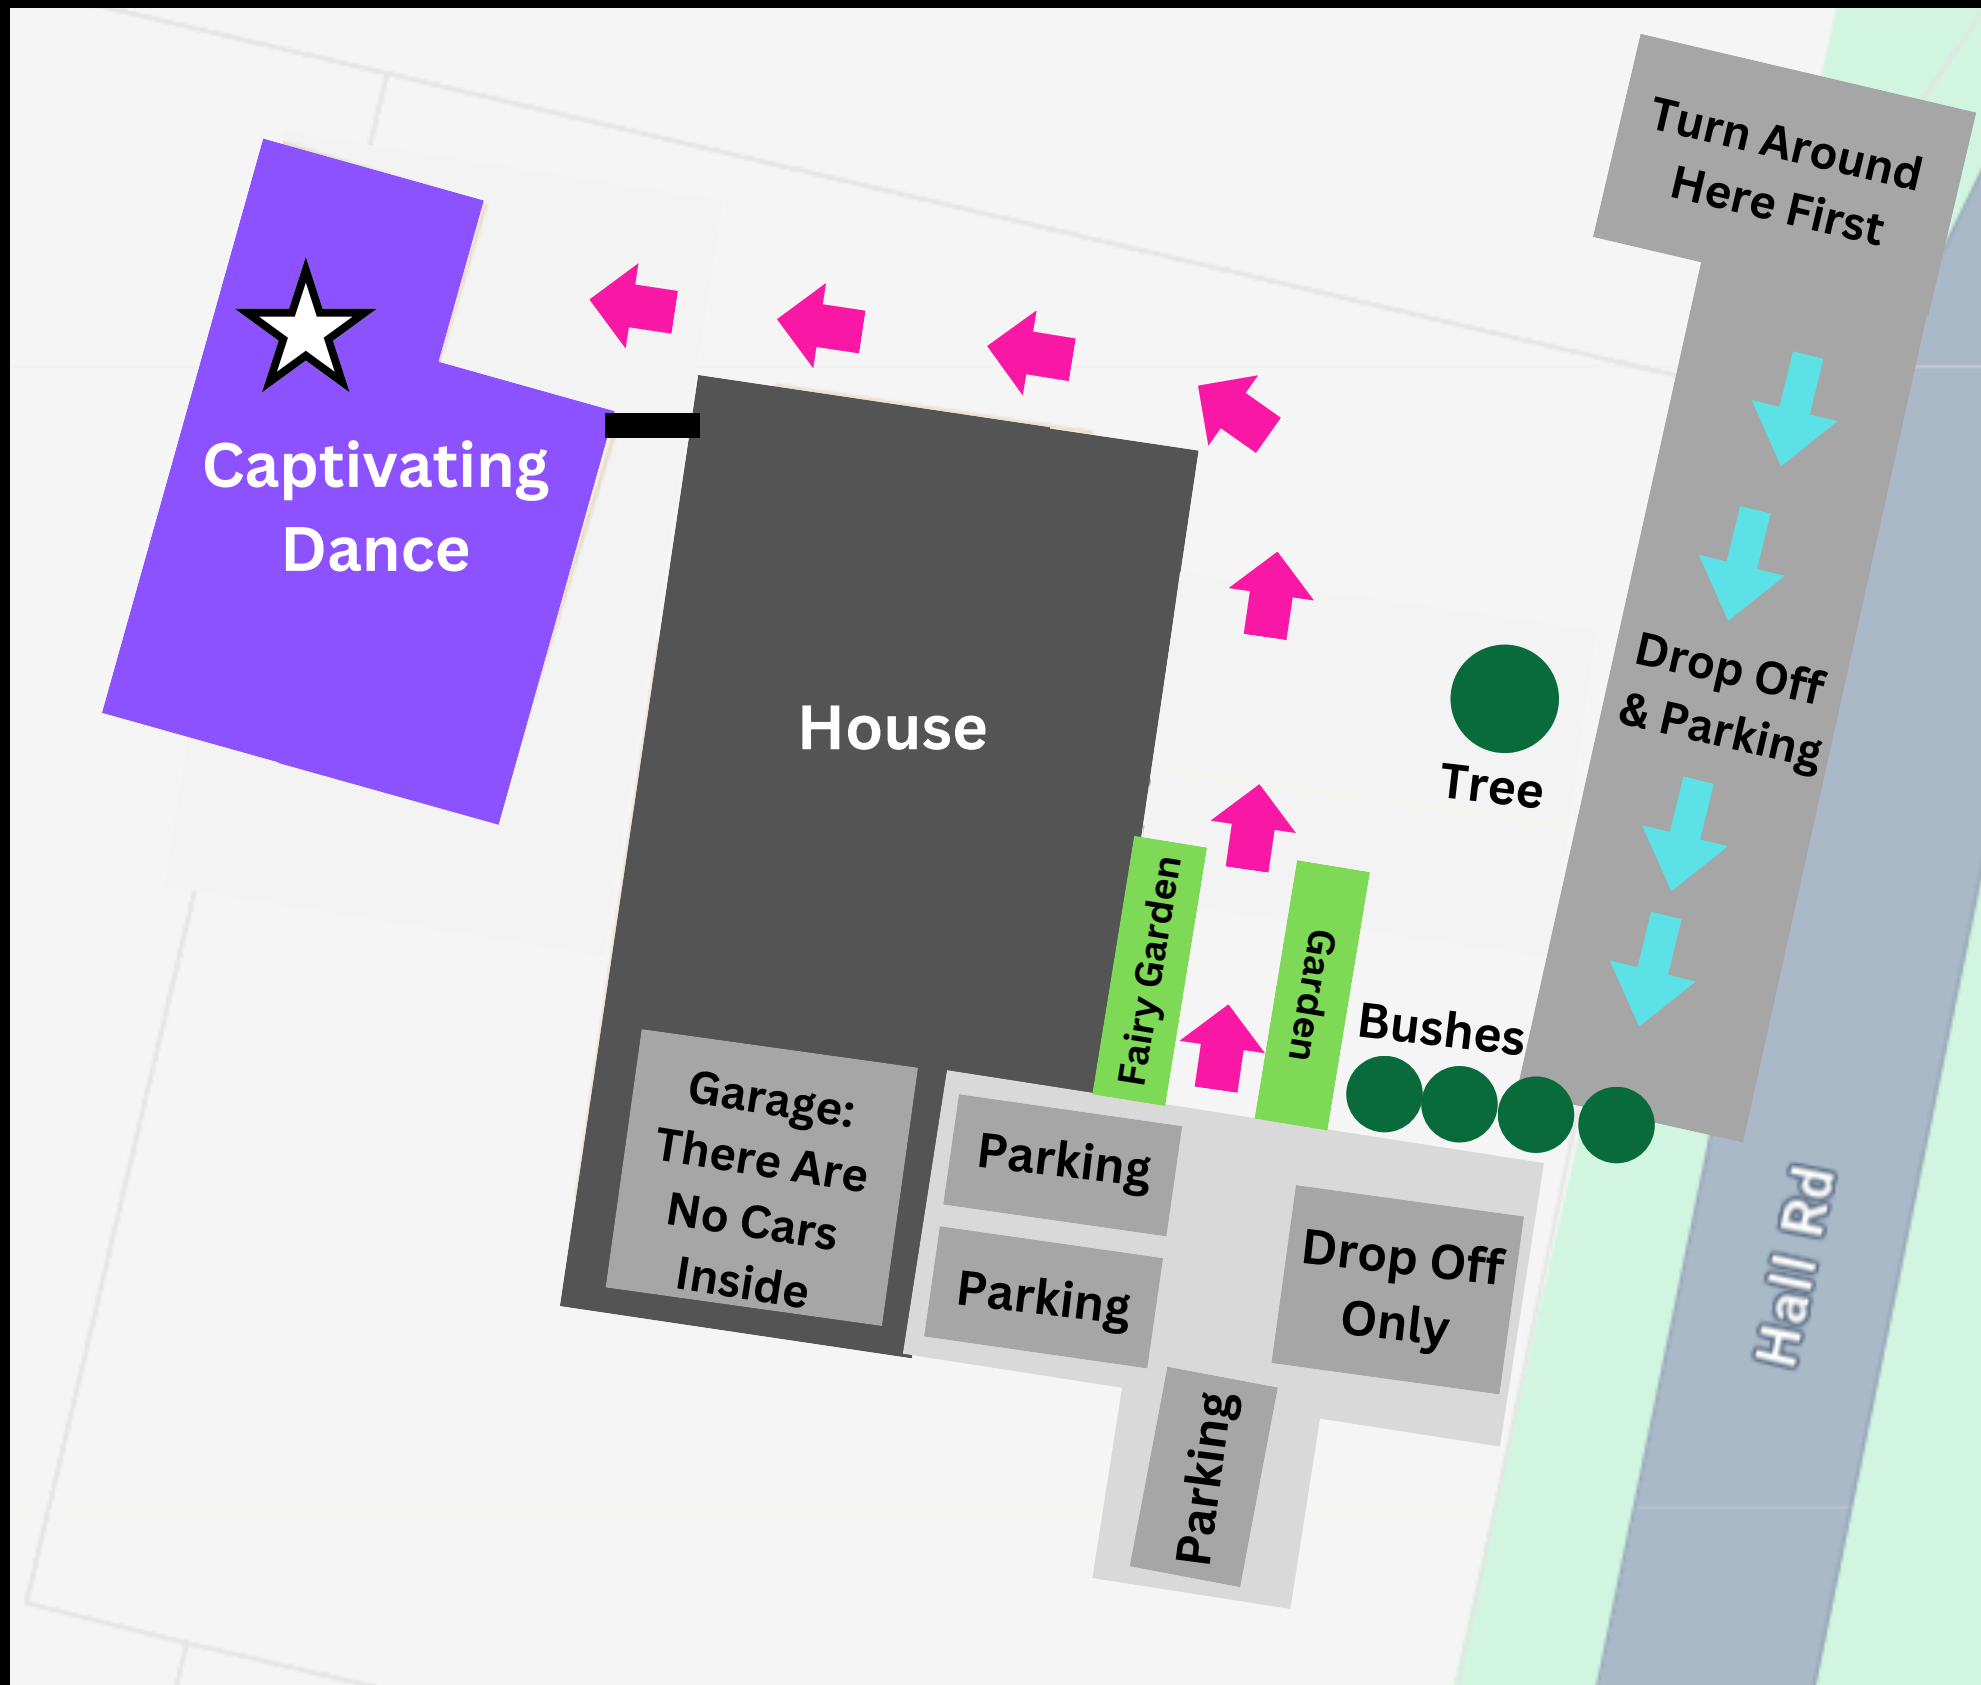 Turn Around
Here First
Captivating
Dance
House
Drop Off
& Parking
Tree
Fairy Garden
Garden
Bushes
Garage:
There Are
No Cars
Inside
Parking
Parking
Drop Off
Only
Parking
Hall Rd